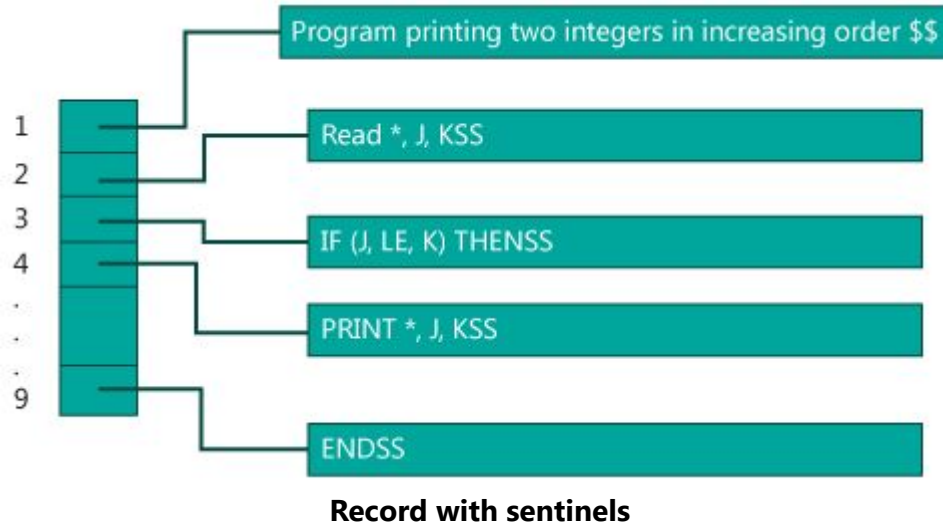 Program printing two integers in increasing order $$
1
Read *, J, KSS
2
3
IF (J, LE, K) THENSS
4
.
PRINT *, J, KSS
.
.
9
ENDSS
Record with sentinels